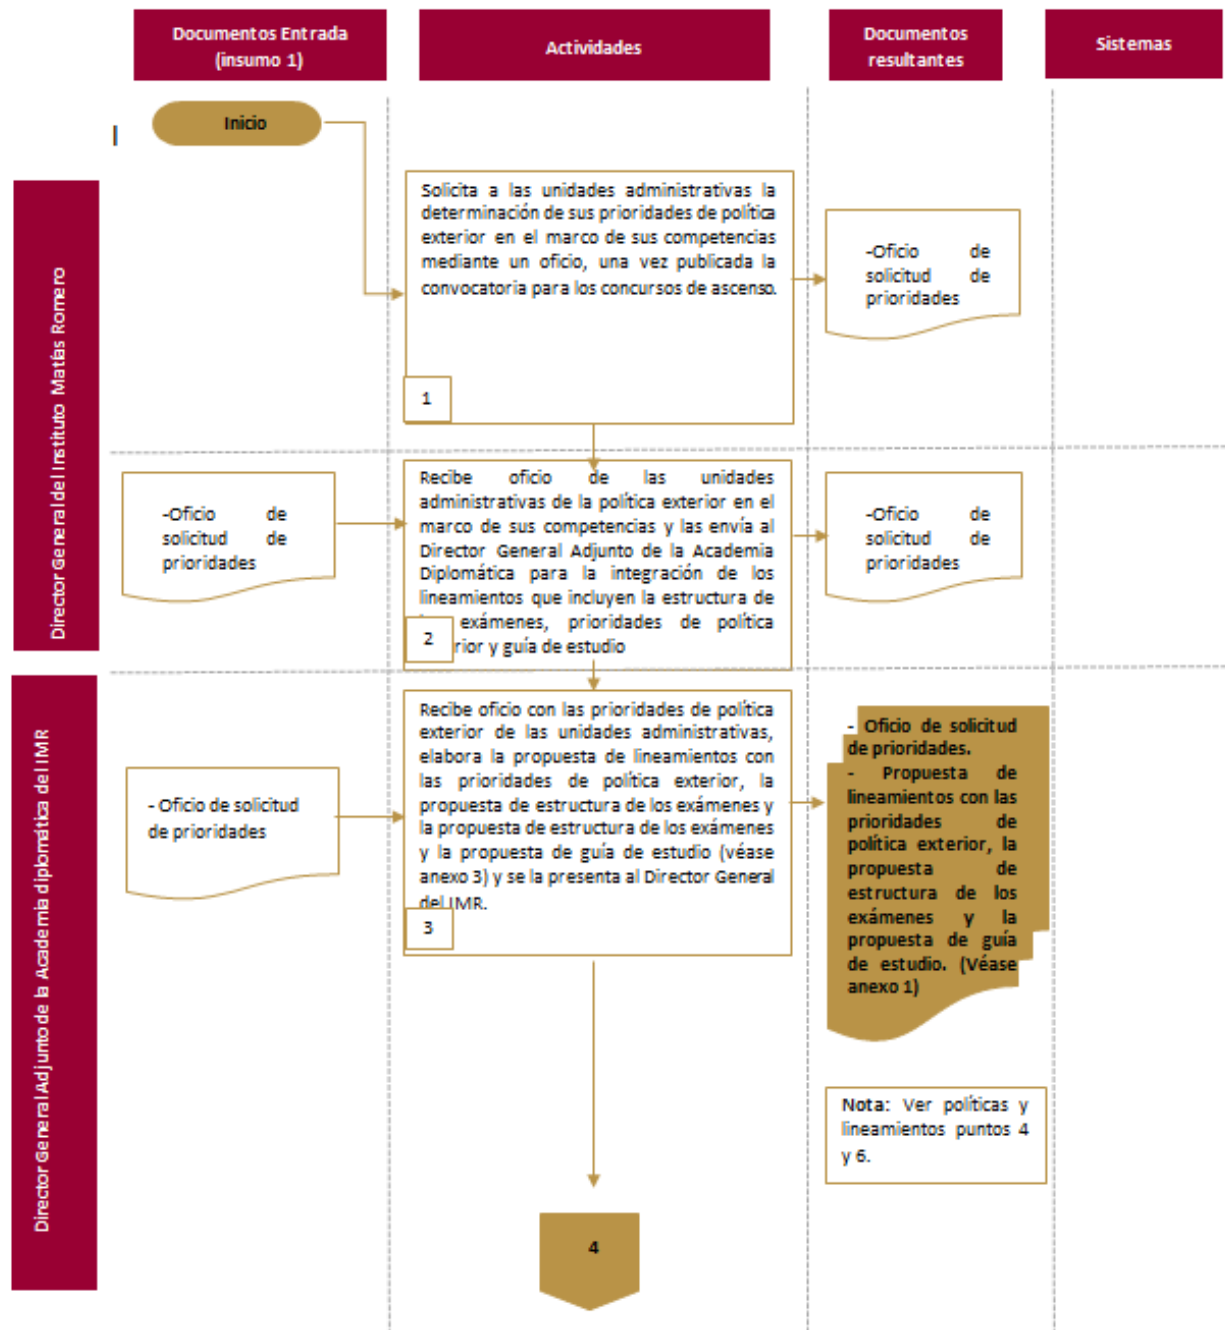 Documentos Entrada
(insumo 1)
Actividades
Documentos
resultantes
Sistemas
Inicio
Director General del Instituto Matías Romero
Solicita a las unidades administrativas la
determinación de sus prioridades de política
exterior en el marco de sus competencias
mediante un oficio, una vez publicada la
convocatoria para los concursos de ascenso.
1
-Oficio de
solicitud de
prioridades
-Oficio de
solicitud de
prioridades
Recibe oficio de las unidades
administrativas de la política exterior en el
marco de sus competencias y las envía al
Director General Adjunto de la Academia
Diplomática para la integración de los
lineamientos que incluyen la estructura de
exámenes, prioridades de política
rior y guía de estudio
2
-Oficio de
solicitud de
prioridades
Director General Adjunto de la Academia diplomática del IMR
- Oficio de solicitud
de prioridades
Recibe oficio con las prioridades de política
exterior de las unidades administrativas,
elabora la propuesta de lineamientos con
las prioridades de política exterior, la
propuesta de estructura de los exámenes y
la propuesta de estructura de los exámenes
y la propuesta de guía de estudio (véase
anexo 3) y se la presenta al Director General
del IMR.
3
- Oficio de solicitud
de prioridades.
- Propuesta de
lineamientos con las
prioridades de
política exterior, la
propuesta de
estructura de los
exámenes y la
propuesta de guía
de estudio. (Véase
anexo 1)
Nota: Ver políticas y
lineamientos puntos 4
y 6.
4